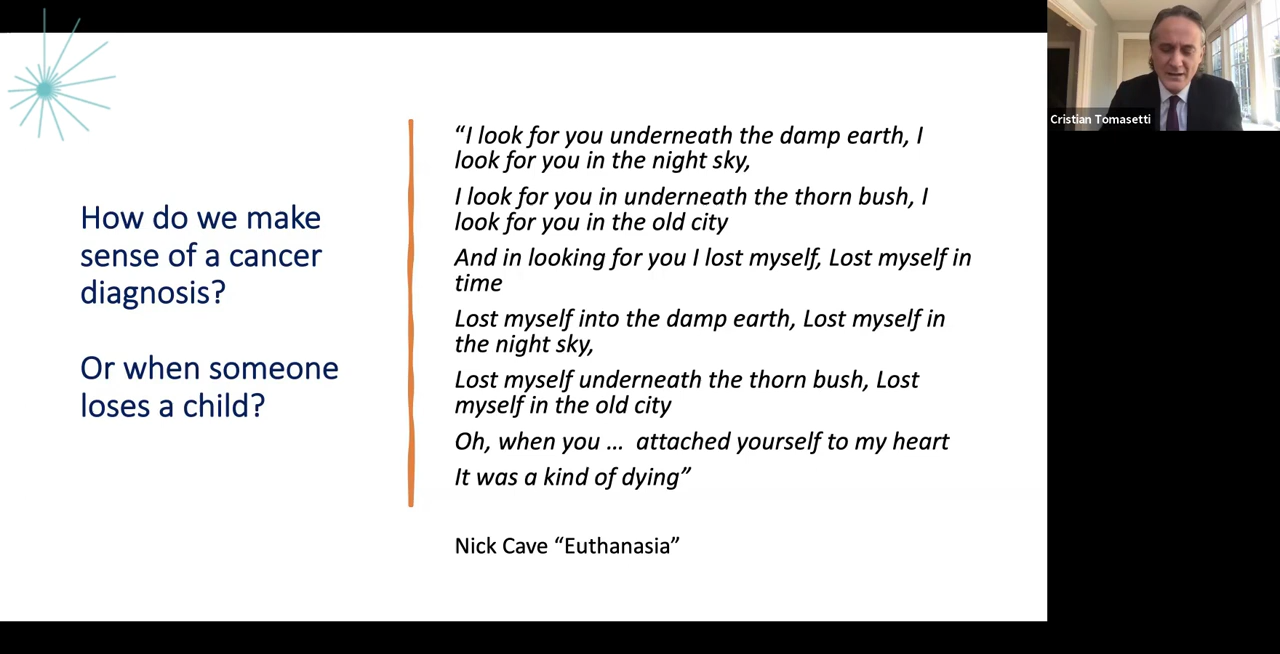 How do we make
sense of a cancer
diagnosis?
Or when someone
loses a child?
“I look for you underneath the damp earth, I
look for you in the night sky,
I look for you in underneath the thorn bush, I
look for you in the old city
And in looking for you I lost myself, Lost myself in
time
Lost myself into the damp earth, Lost myself in
the night sky,
Lost myself underneath the thorn bush, Lost
myself in the old city
Oh, when you … attached yourself to my heart
It was a kind of dying”
Nick Cave “Euthanasia”
Cristian Tomasetti